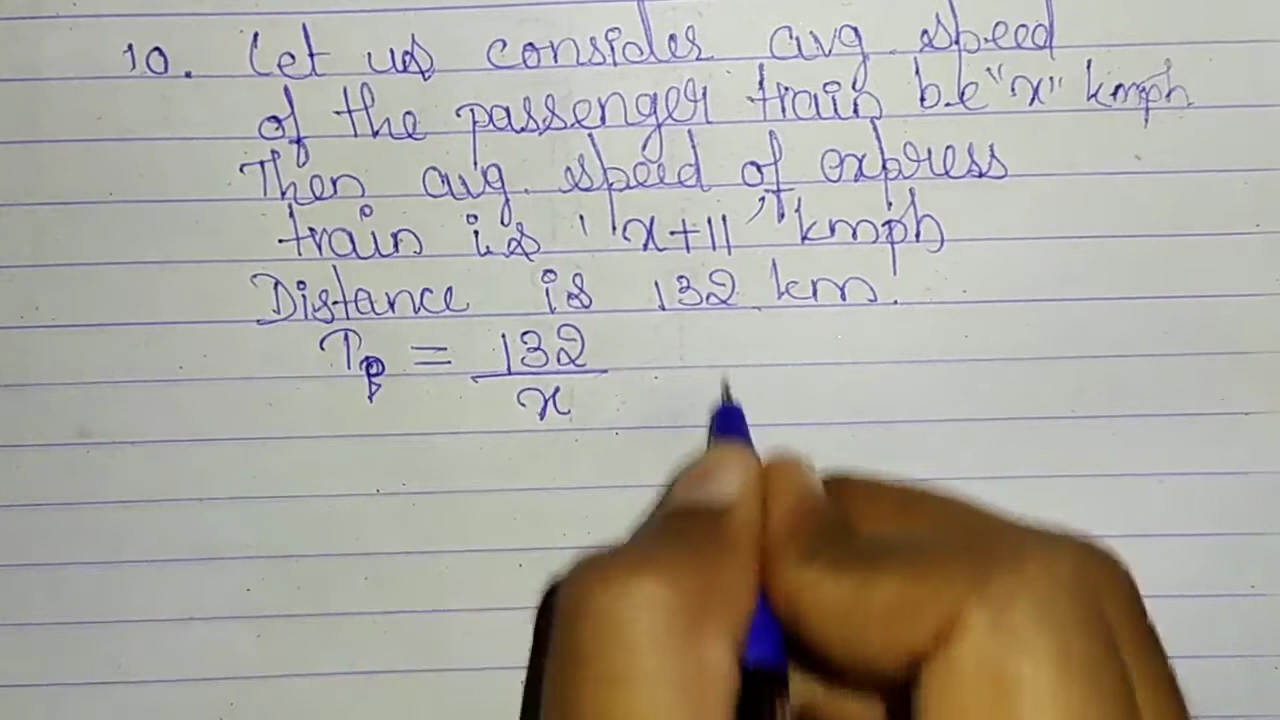 10. Let us consider avg. speed
of the passenger train be "x" kmph.
Then avg. speed of express
train is "x+11" kmph
Distance is 132 km.
Tp = 132/x